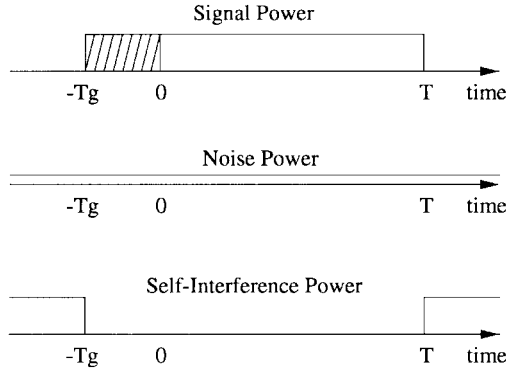 Signal Power
-Tg 0 T time
Noise Power
-Tg 0 T time
Self-Interference Power
-Tg 0 T time